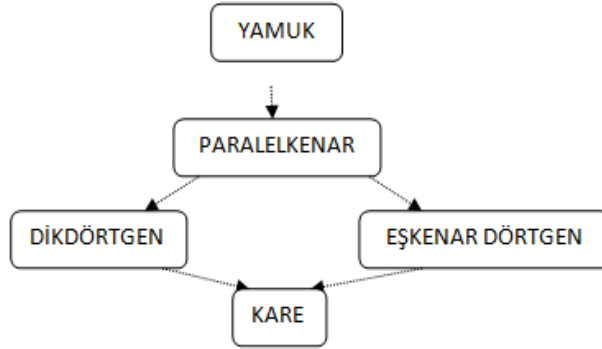 YAMUK
PARALELKENAR
DİKDÖRTGEN
EŞKENAR DÖRTGEN
KARE